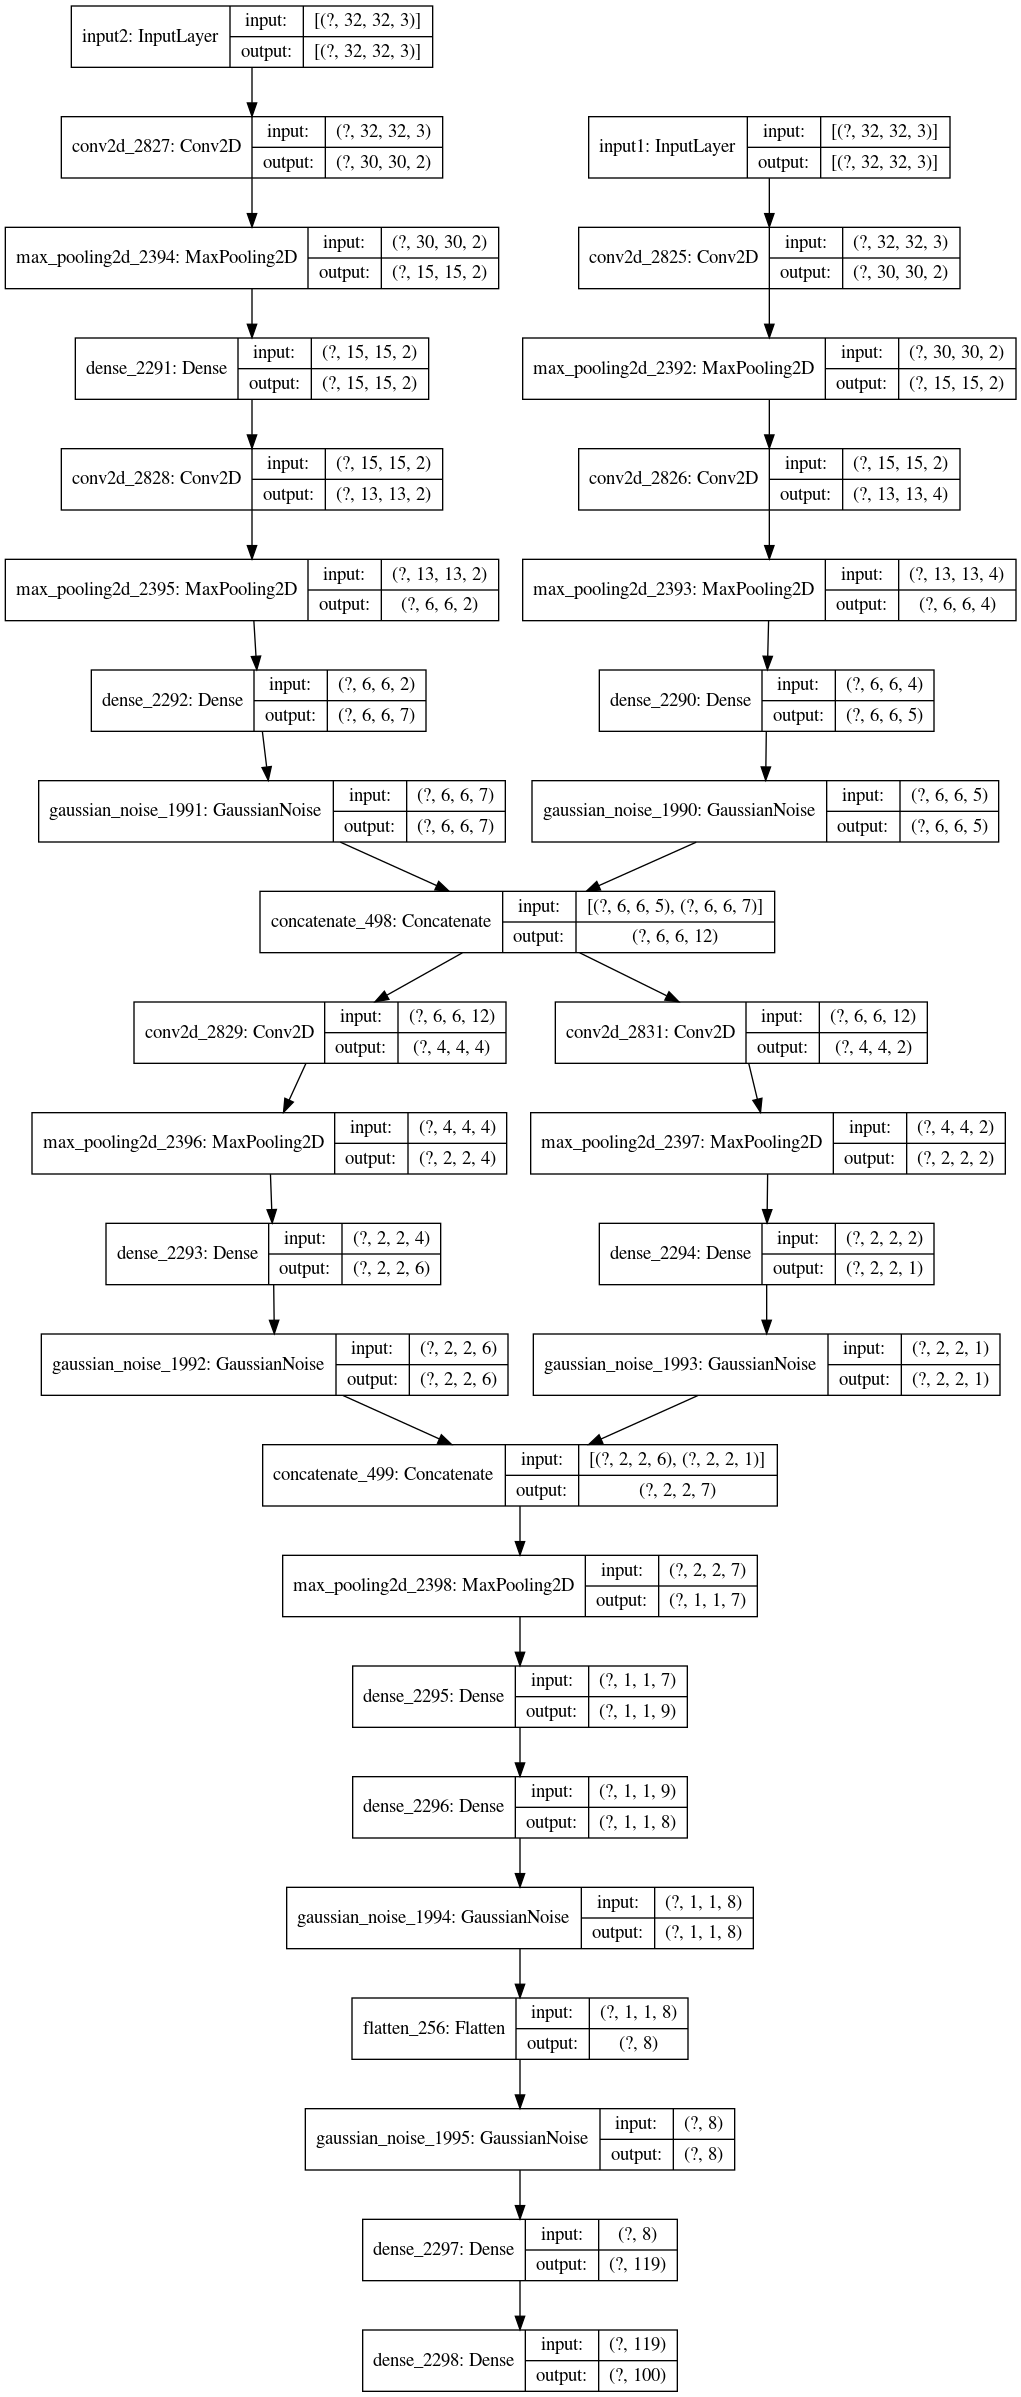 input2: InputLayer
input: [(?, 32, 32, 3)]
output: [(?, 32, 32, 3)]
conv2d_2827: Conv2D
input: (?, 32, 32, 3)
output: (?, 30, 30, 2)
input1: InputLayer
input: [(?, 32, 32, 3)]
output: [(?, 32, 32, 3)]
max_pooling2d_2394: MaxPooling2D
input: (?, 30, 30, 2)
output: (?, 15, 15, 2)
conv2d_2825: Conv2D
input: (?, 32, 32, 3)
output: (?, 30, 30, 2)
dense_2291: Dense
input: (?, 15, 15, 2)
output: (?, 15, 15, 2)
max_pooling2d_2392: MaxPooling2D
input: (?, 30, 30, 2)
output: (?, 15, 15, 2)
conv2d_2828: Conv2D
input: (?, 15, 15, 2)
output: (?, 13, 13, 2)
conv2d_2826: Conv2D
input: (?, 15, 15, 2)
output: (?, 13, 13, 4)
max_pooling2d_2395: MaxPooling2D
input: (?, 13, 13, 2)
output: (?, 6, 6, 2)
max_pooling2d_2393: MaxPooling2D
input: (?, 13, 13, 4)
output: (?, 6, 6, 4)
dense_2292: Dense
input: (?, 6, 6, 2)
output: (?, 6, 6, 7)
dense_2290: Dense
input: (?, 6, 6, 4)
output: (?, 6, 6, 5)
gaussian_noise_1991: GaussianNoise
input: (?, 6, 6, 7)
output: (?, 6, 6, 7)
gaussian_noise_1990: GaussianNoise
input: (?, 6, 6, 5)
output: (?, 6, 6, 5)
concatenate_498: Concatenate
input: [(?, 6, 6, 5), (?, 6, 6, 7)]
output: (?, 6, 6, 12)
conv2d_2829: Conv2D
input: (?, 6, 6, 12)
output: (?, 4, 4, 4)
conv2d_2831: Conv2D
input: (?, 6, 6, 12)
output: (?, 4, 4, 2)
max_pooling2d_2396: MaxPooling2D
input: (?, 4, 4, 4)
output: (?, 2, 2, 4)
max_pooling2d_2397: MaxPooling2D
input: (?, 4, 4, 2)
output: (?, 2, 2, 2)
dense_2293: Dense
input: (?, 2, 2, 4)
output: (?, 2, 2, 6)
dense_2294: Dense
input: (?, 2, 2, 2)
output: (?, 2, 2, 1)
gaussian_noise_1992: GaussianNoise
input: (?, 2, 2, 6)
output: (?, 2, 2, 6)
gaussian_noise_1993: GaussianNoise
input: (?, 2, 2, 1)
output: (?, 2, 2, 1)
concatenate_499: Concatenate
input: [(?, 2, 2, 6), (?, 2, 2, 1)]
output: (?, 2, 2, 7)
max_pooling2d_2398: MaxPooling2D
input: (?, 2, 2, 7)
output: (?, 1, 1, 7)
dense_2295: Dense
input: (?, 1, 1, 7)
output: (?, 1, 1, 9)
dense_2296: Dense
input: (?, 1, 1, 9)
output: (?, 1, 1, 8)
gaussian_noise_1994: GaussianNoise
input: (?, 1, 1, 8)
output: (?, 1, 1, 8)
flatten_256: Flatten
input: (?, 1, 1, 8)
output: (?, 8)
gaussian_noise_1995: GaussianNoise
input: (?, 8)
output: (?, 8)
dense_2297: Dense
input: (?, 8)
output: (?, 119)
dense_2298: Dense
input: (?, 119)
output: (?, 100)